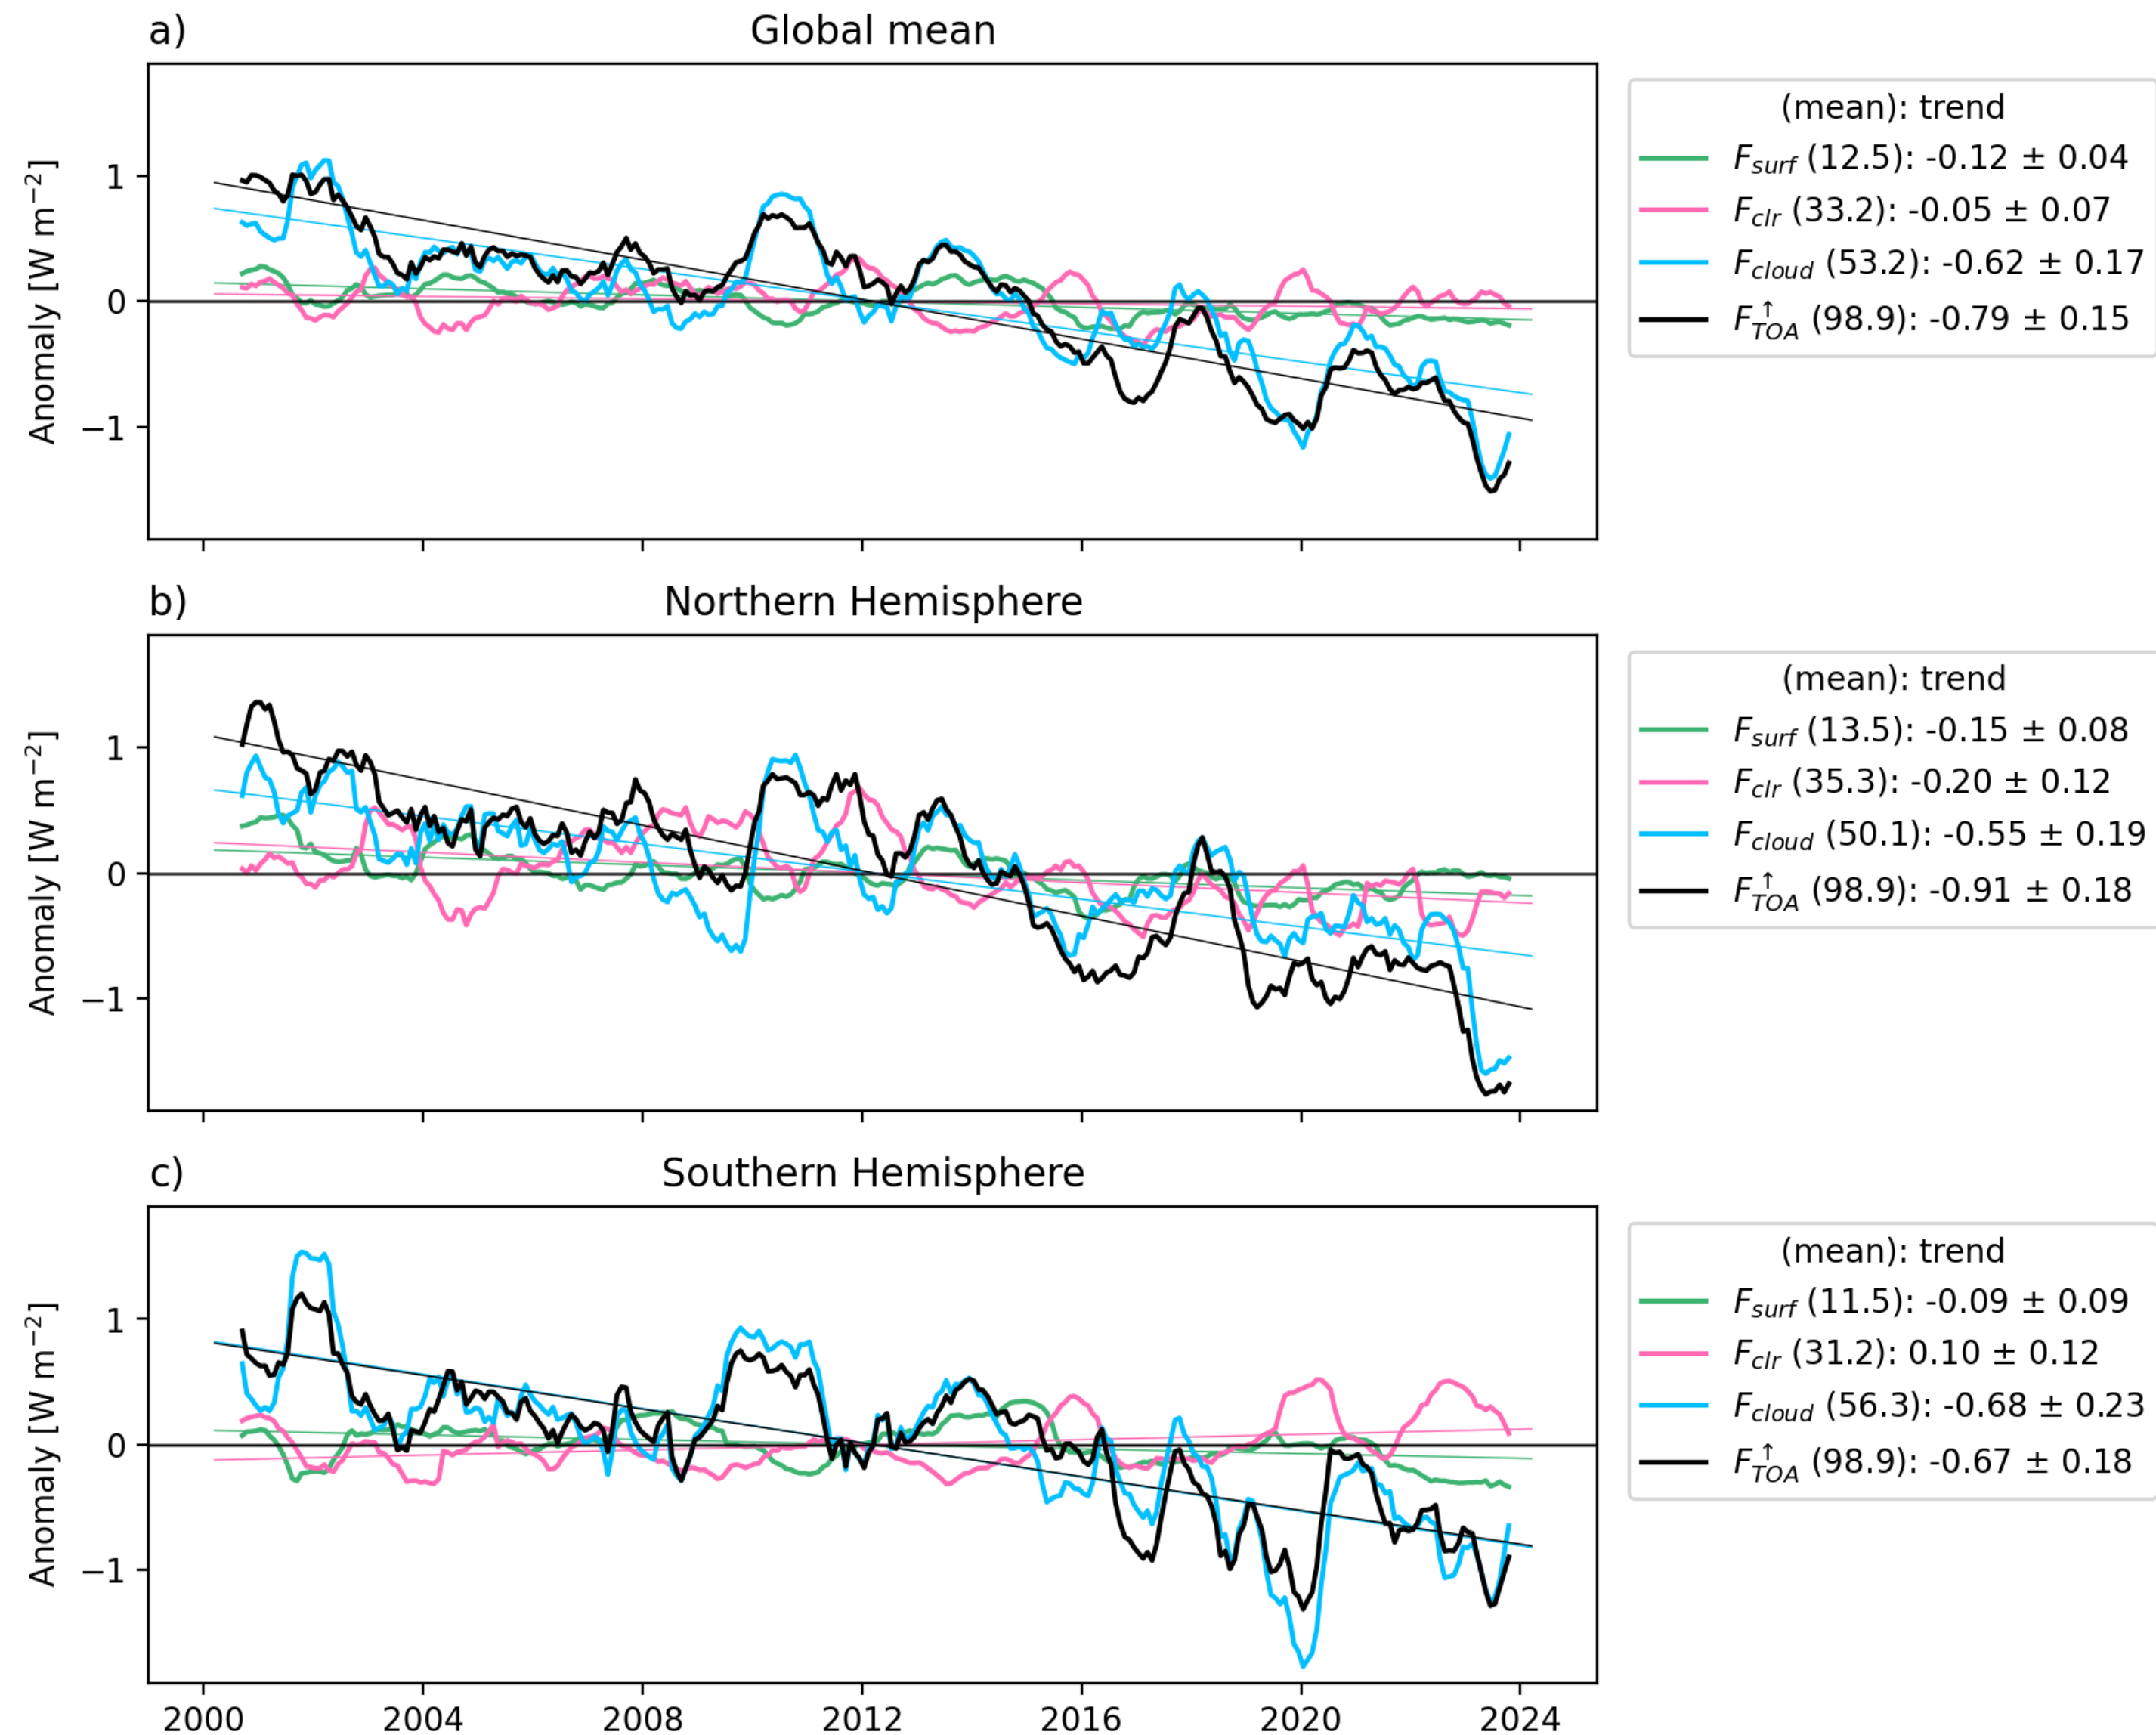 a) Global mean
Anomaly [W m⁻²]
1
0
−1
(mean): trend
F_surf (12.5): -0.12 ± 0.04
F_clr (33.2): -0.05 ± 0.07
F_cloud (53.2): -0.62 ± 0.17
F_TOA^↑ (98.9): -0.79 ± 0.15
b) Northern Hemisphere
Anomaly [W m⁻²]
1
0
−1
(mean): trend
F_surf (13.5): -0.15 ± 0.08
F_clr (35.3): -0.20 ± 0.12
F_cloud (50.1): -0.55 ± 0.19
F_TOA^↑ (98.9): -0.91 ± 0.18
c) Southern Hemisphere
Anomaly [W m⁻²]
1
0
−1
(mean): trend
F_surf (11.5): -0.09 ± 0.09
F_clr (31.2): 0.10 ± 0.12
F_cloud (56.3): -0.68 ± 0.23
F_TOA^↑ (98.9): -0.67 ± 0.18
2000 2004 2008 2012 2016 2020 2024